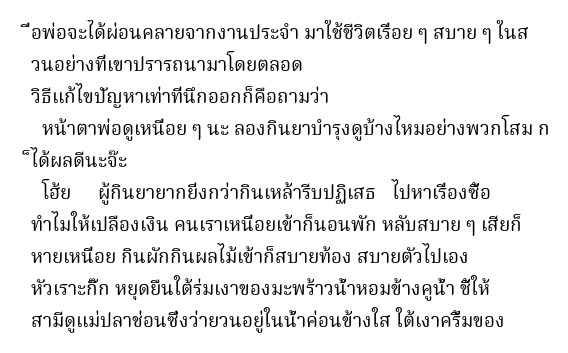 ื่อพ่อจะได้ผ่อนคลายจากงานประจำ มาใช้ชีวิตเรื่อย ๆ สบาย ๆ ในส
วนอย่างที่เขาปรารถนามาโดยตลอด
วิธีแก้ไขปัญหาเท่าที่นึกออกก็คือถามว่า
หน้าตาพ่อดูเหนื่อย ๆ นะ ลองกินยาบำรุงดูบ้างไหมอย่างพวกโสม ก
็ได้ผลดีนะจ๊ะ
โฮ้ย ผู้กินยายากยิ่งกว่ากินเหล้ารีบปฏิเสธ ไปหาเรื่องซื้อ
ทำไมให้เปลืองเงิน คนเราเหนื่อยเข้าก็นอนพัก หลับสบาย ๆ เสียก็
หายเหนื่อย กินผักกินผลไม้เข้าก็สบายท้อง สบายตัวไปเอง
หัวเราะกิ๊ก หยุดยืนใต้ร่มเงาของมะพร้าวน้ำหอมข้างคูน้ำ ชี้ให้
สามีดูแม่ปลาช่อนซึ่งว่ายวนอยู่ในน้ำค่อนข้างใส ใต้เงาครึ้มของ